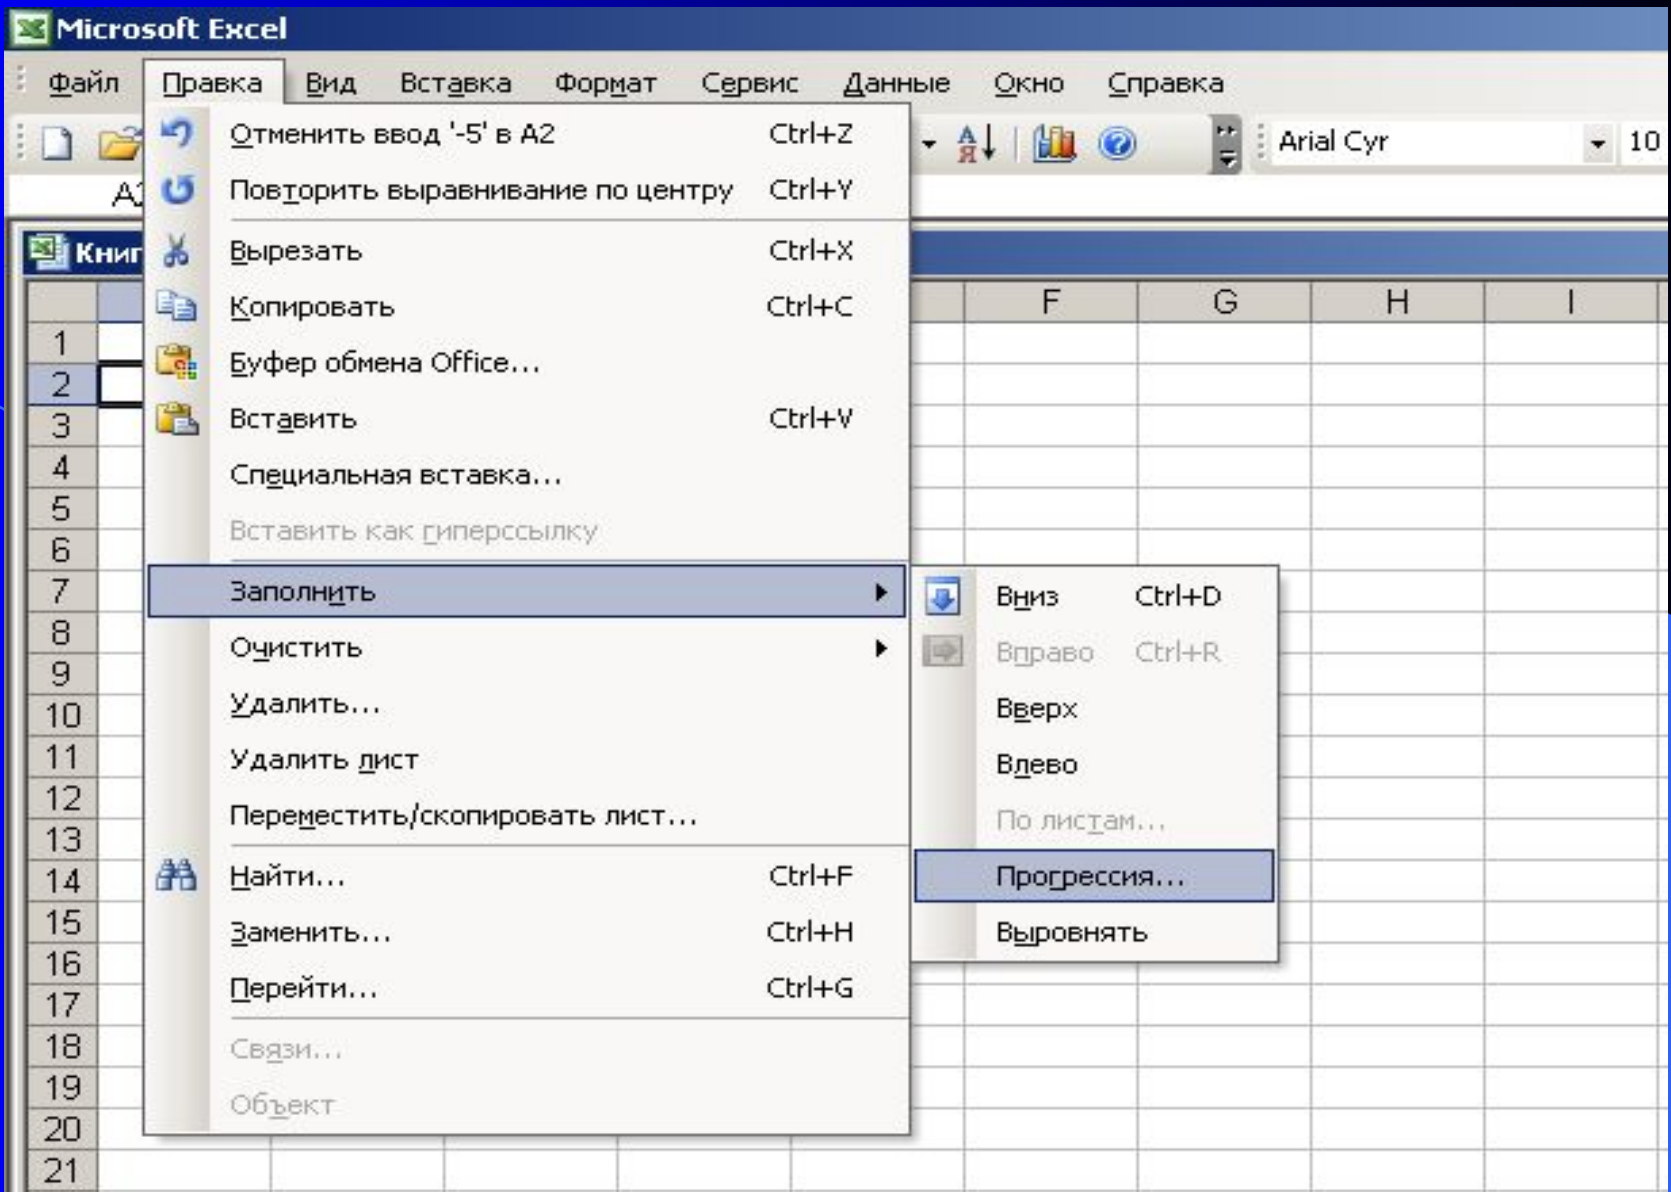 Microsoft Excel
Файл Правка Вид Вставка Формат Сервис Данные Окно Справка
Arial Cyr 10
Отменить ввод '-5' в A2 Ctrl+Z
Повторить выравнивание по центру Ctrl+Y
Вырезать Ctrl+X
Копировать Ctrl+C
Буфер обмена Office...
Вставить Ctrl+V
Специальная вставка...
Вставить как гиперссылку
Заполнить
Очистить
Удалить...
Удалить лист
Переместить/скопировать лист...
Найти... Ctrl+F
Заменить... Ctrl+H
Перейти... Ctrl+G
Связи...
Объект
Вниз Ctrl+D
Вправо Ctrl+R
Вверх
Влево
По листам...
Прогрессия...
Выровнять
Книг
F G H I
1
2
3
4
5
6
7
8
9
10
11
12
13
14
15
16
17
18
19
20
21